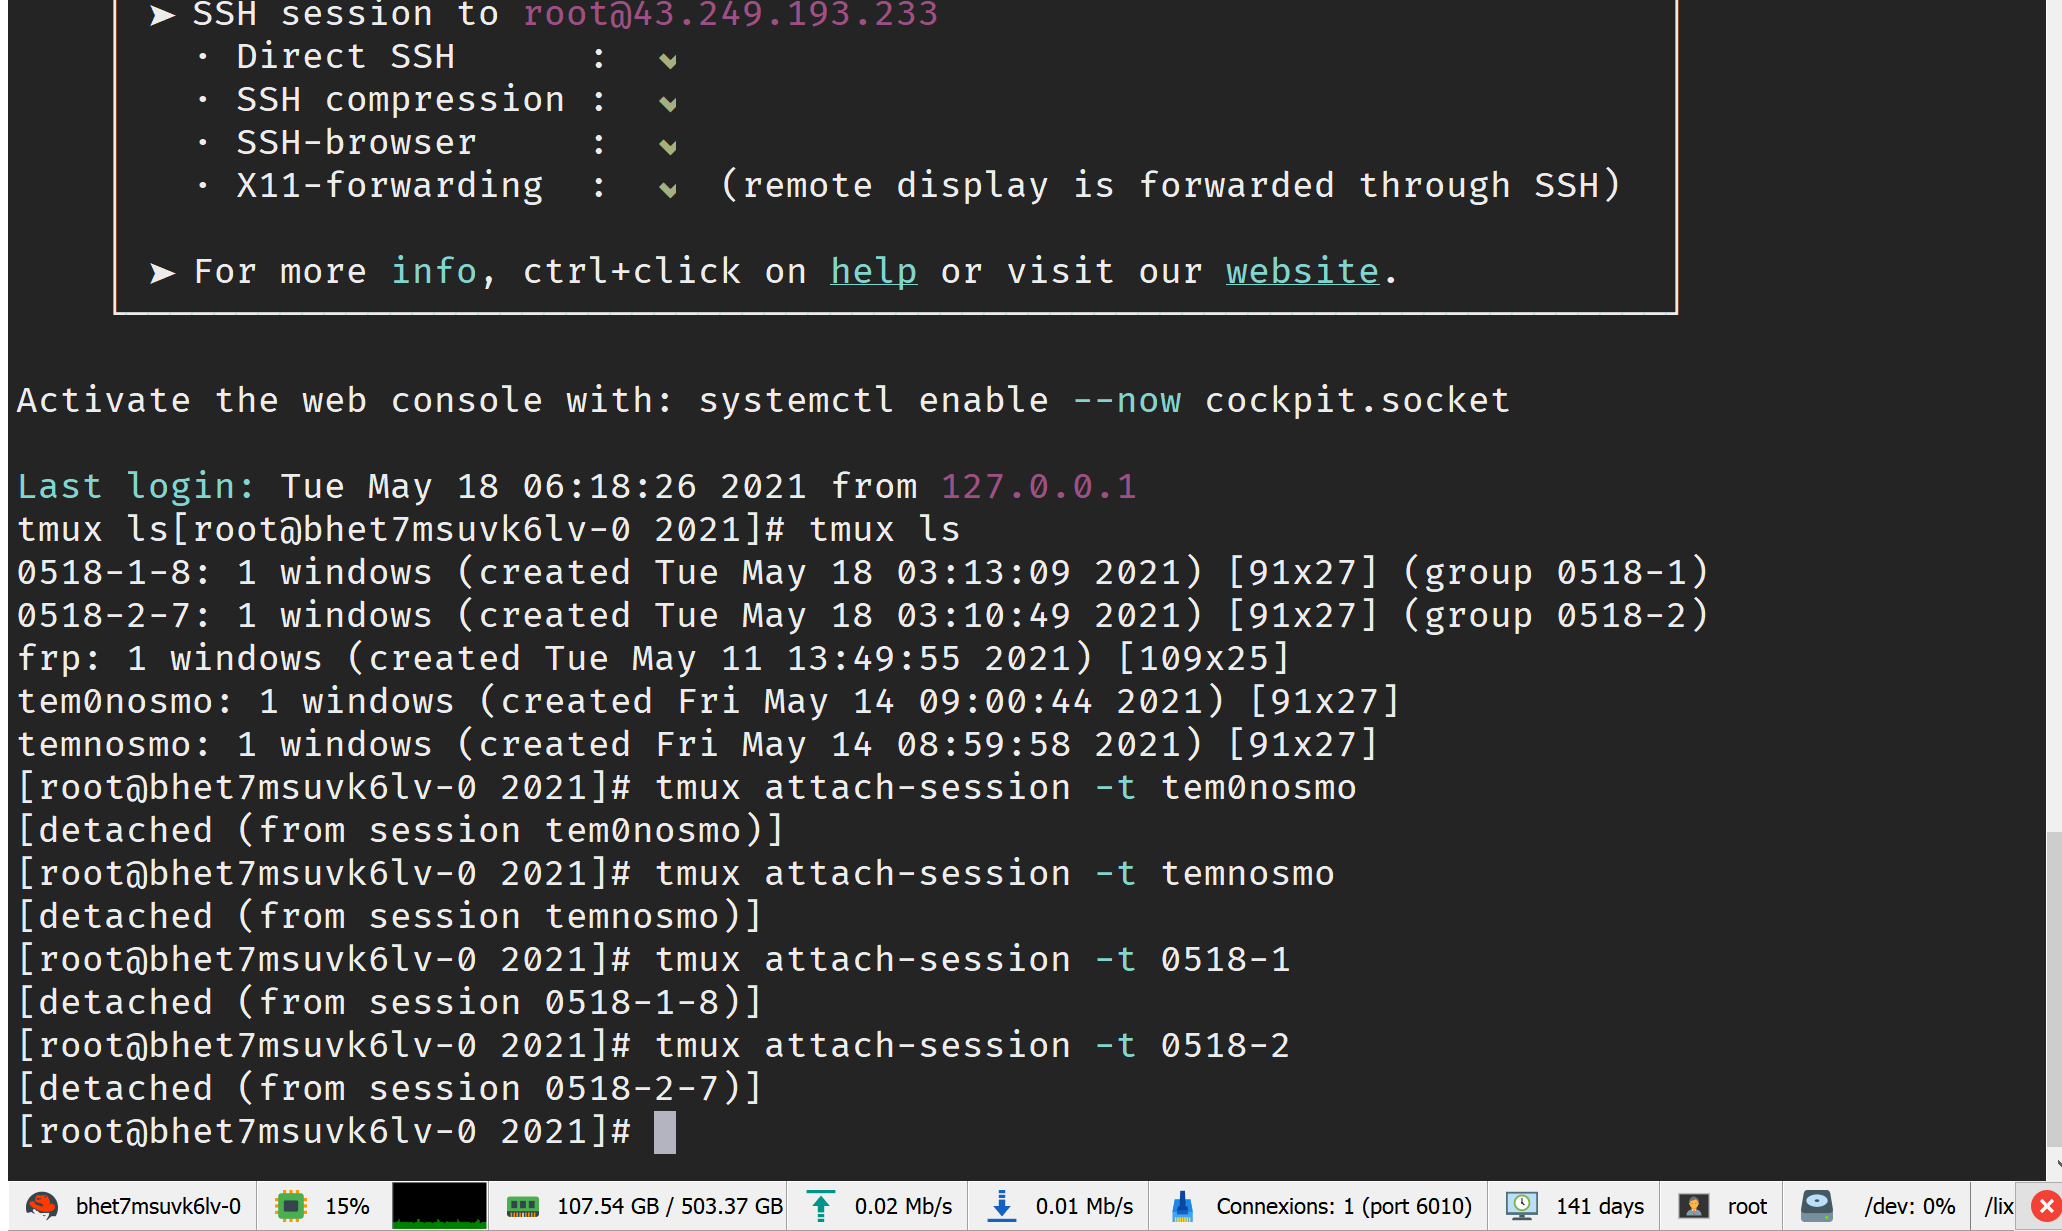 ➤ SSH session to root@43.249.193.233
· Direct SSH : ✔
· SSH compression : ✔
· SSH-browser : ✔
· X11-forwarding : ✔ (remote display is forwarded through SSH)
➤ For more info, ctrl+click on help or visit our website.
Activate the web console with: systemctl enable --now cockpit.socket
Last login: Tue May 18 06:18:26 2021 from 127.0.0.1
tmux ls[root@bhet7msuvk6lv-0 2021]# tmux ls
0518-1-8: 1 windows (created Tue May 18 03:13:09 2021) [91x27] (group 0518-1)
0518-2-7: 1 windows (created Tue May 18 03:10:49 2021) [91x27] (group 0518-2)
frp: 1 windows (created Tue May 11 13:49:55 2021) [109x25]
tem0nosmo: 1 windows (created Fri May 14 09:00:44 2021) [91x27]
temnosmo: 1 windows (created Fri May 14 08:59:58 2021) [91x27]
[root@bhet7msuvk6lv-0 2021]# tmux attach-session -t tem0nosmo
[detached (from session tem0nosmo)]
[root@bhet7msuvk6lv-0 2021]# tmux attach-session -t temnosmo
[detached (from session temnosmo)]
[root@bhet7msuvk6lv-0 2021]# tmux attach-session -t 0518-1
[detached (from session 0518-1-8)]
[root@bhet7msuvk6lv-0 2021]# tmux attach-session -t 0518-2
[detached (from session 0518-2-7)]
[root@bhet7msuvk6lv-0 2021]#
bhet7msuvk6lv-0 15% 107.54 GB / 503.37 GB 0.02 Mb/s 0.01 Mb/s Connexions: 1 (port 6010) 141 days root /dev: 0% /lix